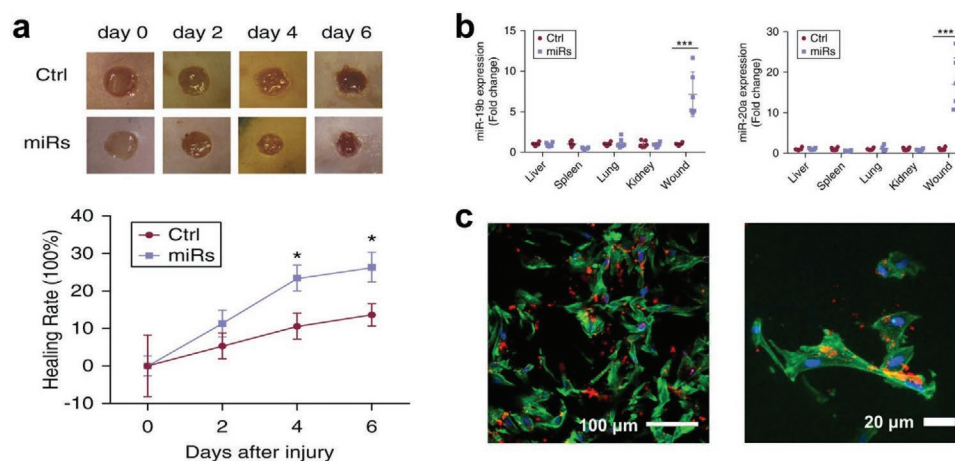 a
day 0 day 2 day 4 day 6
Ctrl
miRs
Healing Rate (100%)
40
30
20
10
0
-10
Ctrl
miRs
*
*
0 2 4 6
Days after injury
b
miR-19b expression
(Fold change)
15
10
5
0
Ctrl
miRs
***
Liver Spleen Lung Kidney Wound
miR-20a expression
(Fold change)
30
20
10
0
Ctrl
miRs
***
Liver Spleen Lung Kidney Wound
c
100 μm
20 μm